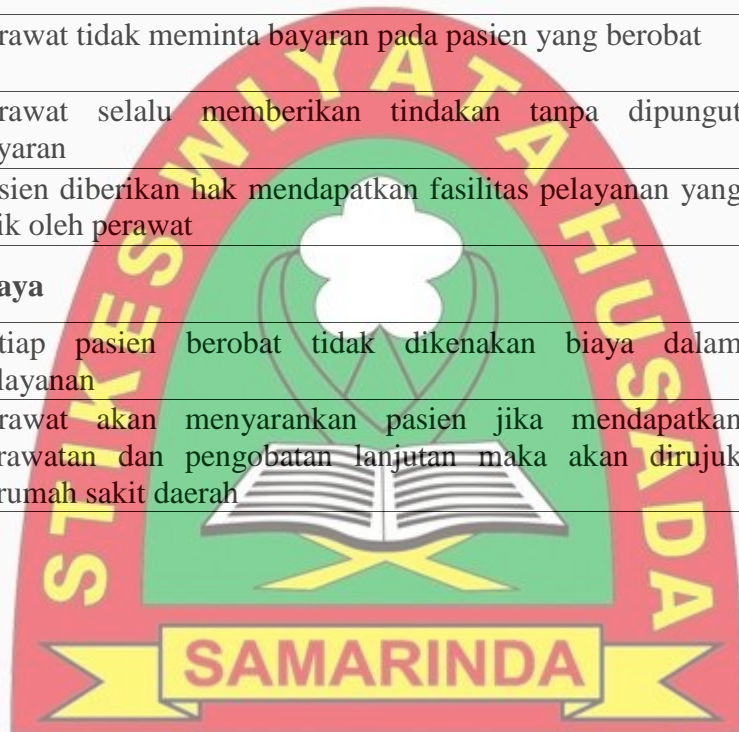 rawat tidak meminta bayaran pada pasien yang berobat
rawat selalu memberikan tindakan tanpa dipungut
yaran
sien diberikan hak mendapatkan fasilitas pelayanan yang
ik oleh perawat
aya
tiap pasien berobat tidak dikenakan biaya dalam
layanan
rawat akan menyarankan pasien jika mendapatkan
rawatan dan pengobatan lanjutan maka akan dirujuk
rumah sakit daerah
STIKES WIYATA HUSADA
SAMARINDA